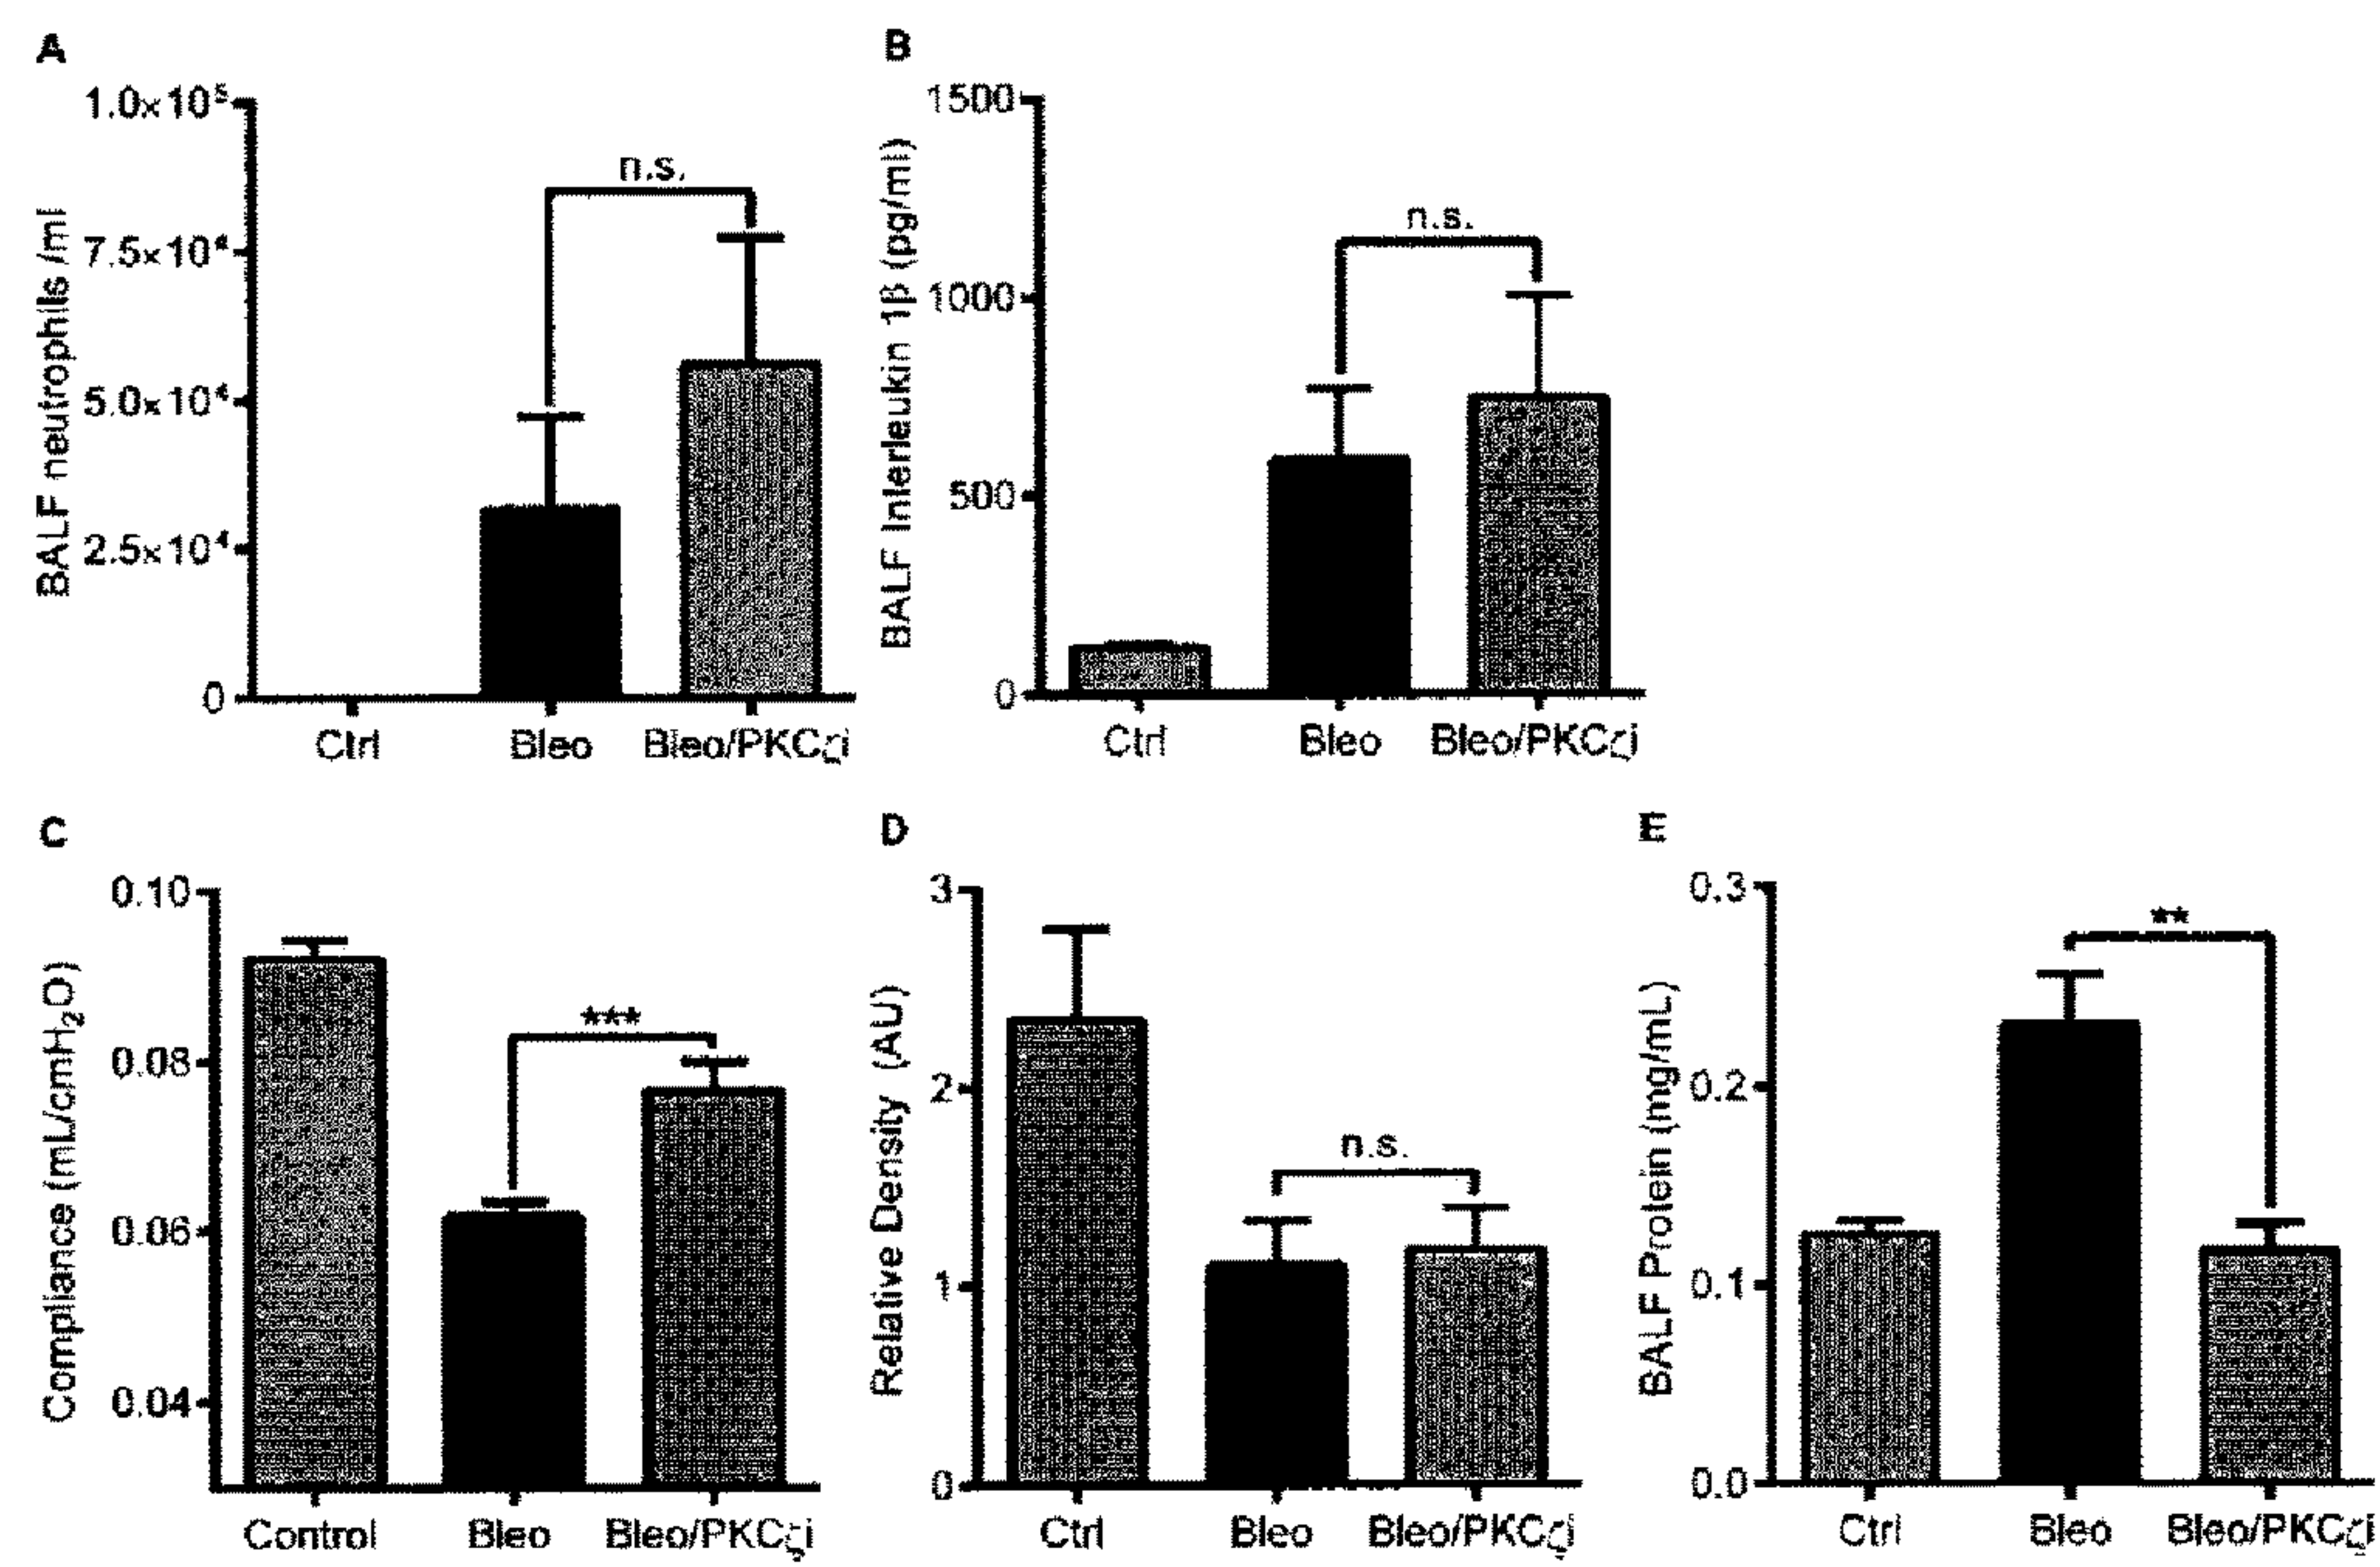 A
BALF neutrophils /ml
1.0×10⁵
7.5×10⁴
5.0×10⁴
2.5×10⁴
0
n.s.
Ctrl Bleo Bleo/PKCζi
B
BALF Interleukin 1β (pg/ml)
1500
1000
500
0
n.s.
Ctrl Bleo Bleo/PKCζi
C
Compliance (mL/cmH₂O)
0.10
0.08
0.06
0.04
***
Control Bleo Bleo/PKCζi
D
Relative Density (AU)
3
2
1
0
n.s.
Ctrl Bleo Bleo/PKCζi
E
BALF Protein (mg/mL)
0.3
0.2
0.1
0.0
**
Ctrl Bleo Bleo/PKCζi